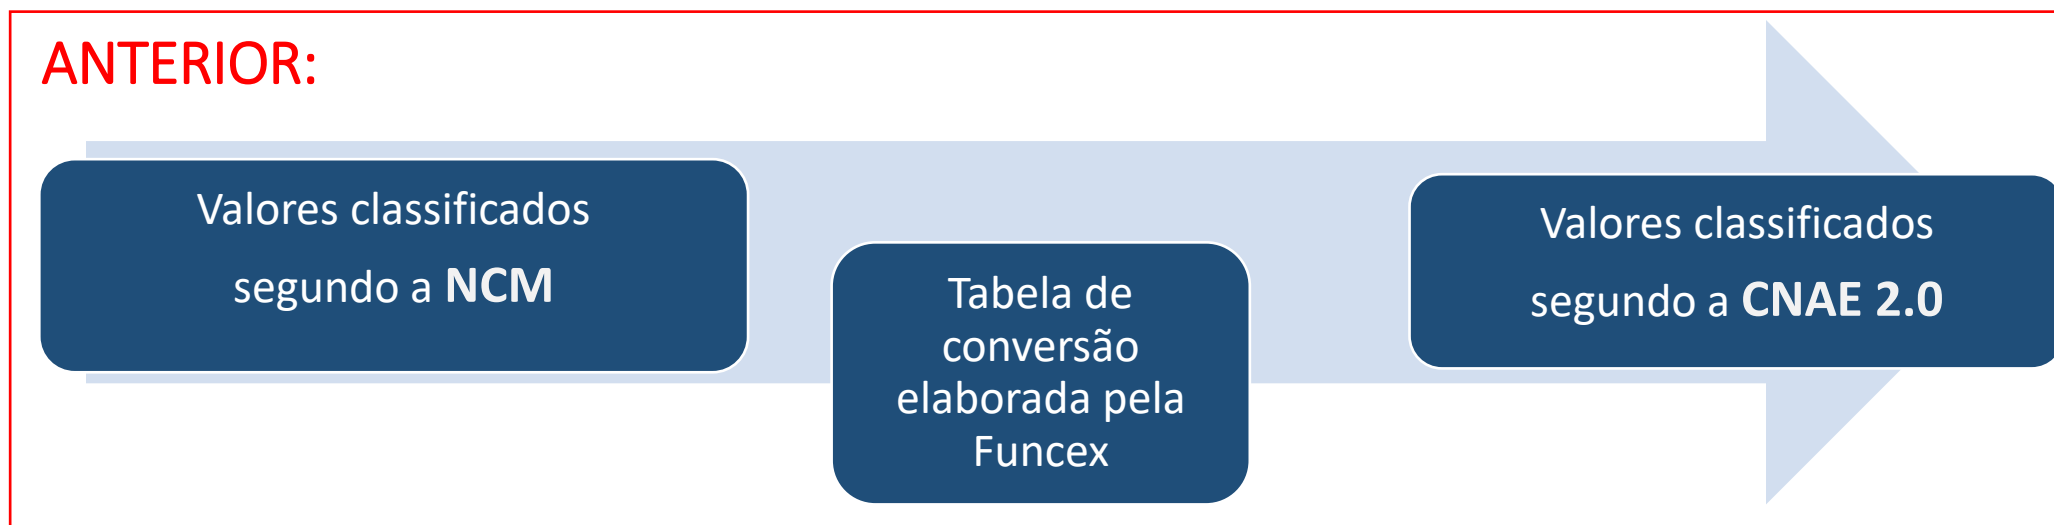 ANTERIOR:
Valores classificados
segundo a NCM
Tabela de
conversão
elaborada pela
Funcex
Valores classificados
segundo a CNAE 2.0